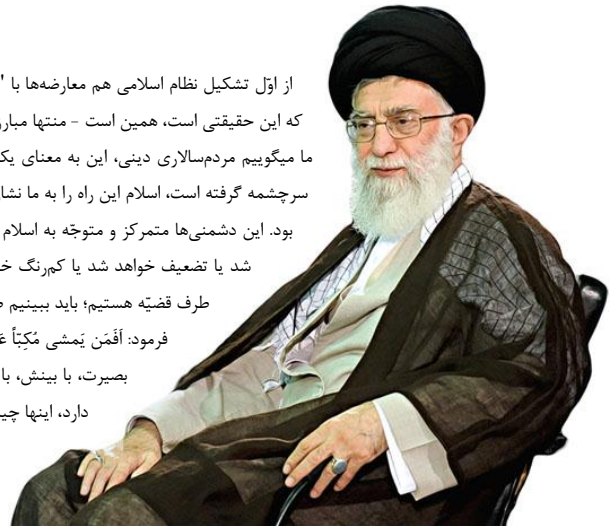 از اوّل تشکیل نظام اسلامی هم معارضه‌ها با "
که این حقیقتی است، همین است - منتها مبار
ما میگوییم مردم‌سالاری دینی، این به معنای یک
سرچشمه گرفته است، اسلام این راه را به ما نشا
بود. این دشمنی‌ها متمرکز و متوجّه به اسلام
شد یا تضعیف خواهد شد یا کم‌رنگ خ
طرف قضیّه هستیم؛ باید ببینیم ط
فرمود: اَفَمَن یَمشی مُکِبّاً عَ
بصیرت، با بینش، با
دارد، اینها چی